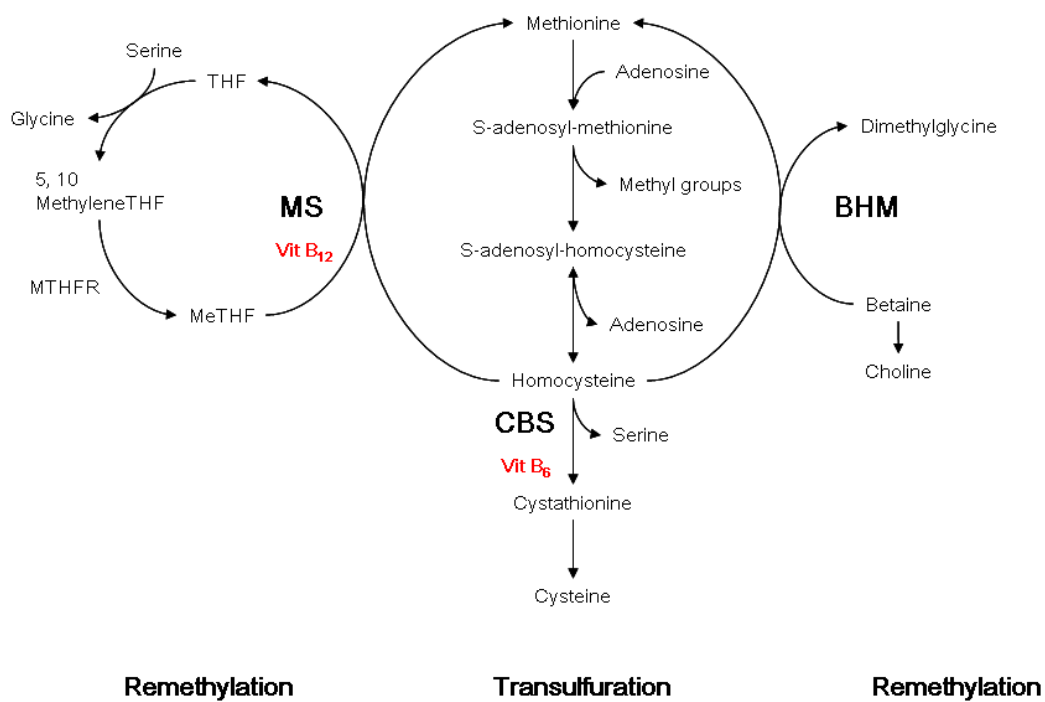 Methionine
Serine
THF
Adenosine
Glycine
S-adenosyl-methionine
Dimethylglycine
5, 10
MethyleneTHF
Methyl groups
MS
BHM
Vit B12
S-adenosyl-homocysteine
MTHFR
MeTHF
Adenosine
Betaine
Homocysteine
Choline
CBS
Serine
Vit B6
Cystathionine
Cysteine
Remethylation
Transulfuration
Remethylation